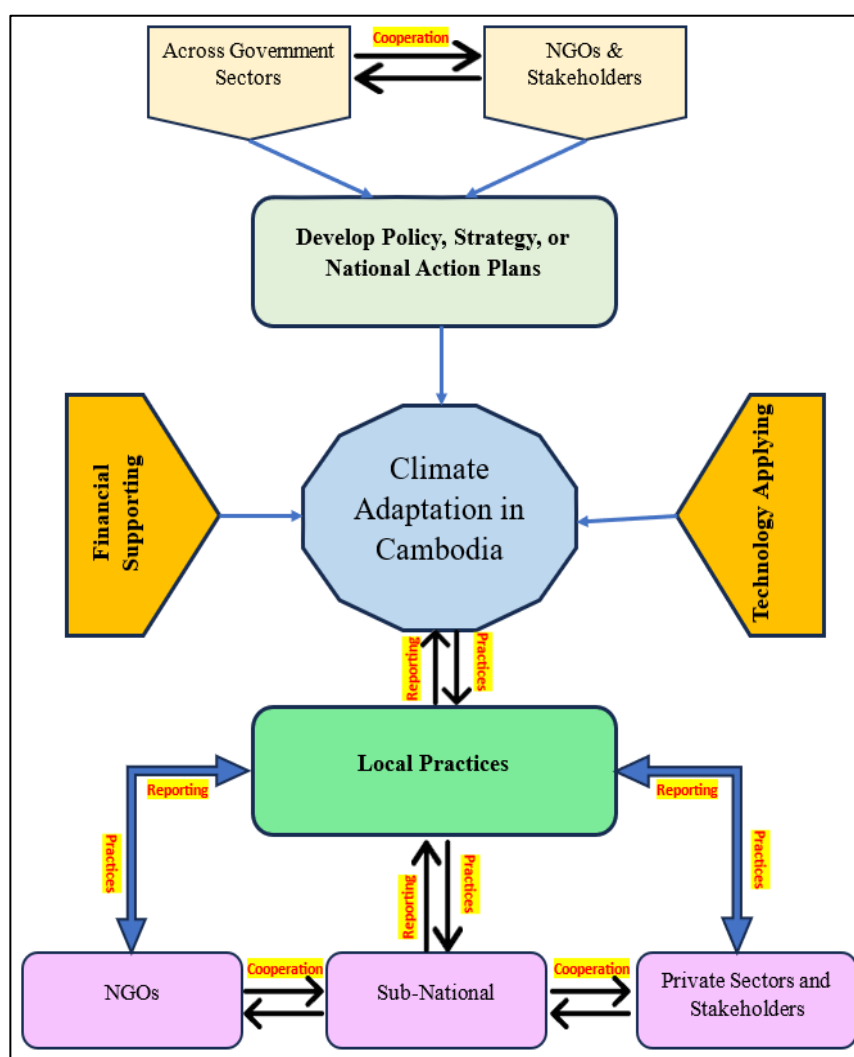 Cooperation
Across Government
Sectors
NGOs &
Stakeholders
Develop Policy, Strategy, or
National Action Plans
Financial
Supporting
Climate
Adaptation in
Cambodia
Technology Applying
Reporting
Practices
Local Practices
Reporting
Reporting
Practices
Reporting
Practices
Practices
NGOs
Cooperation
Sub-National
Cooperation
Private Sectors and
Stakeholders